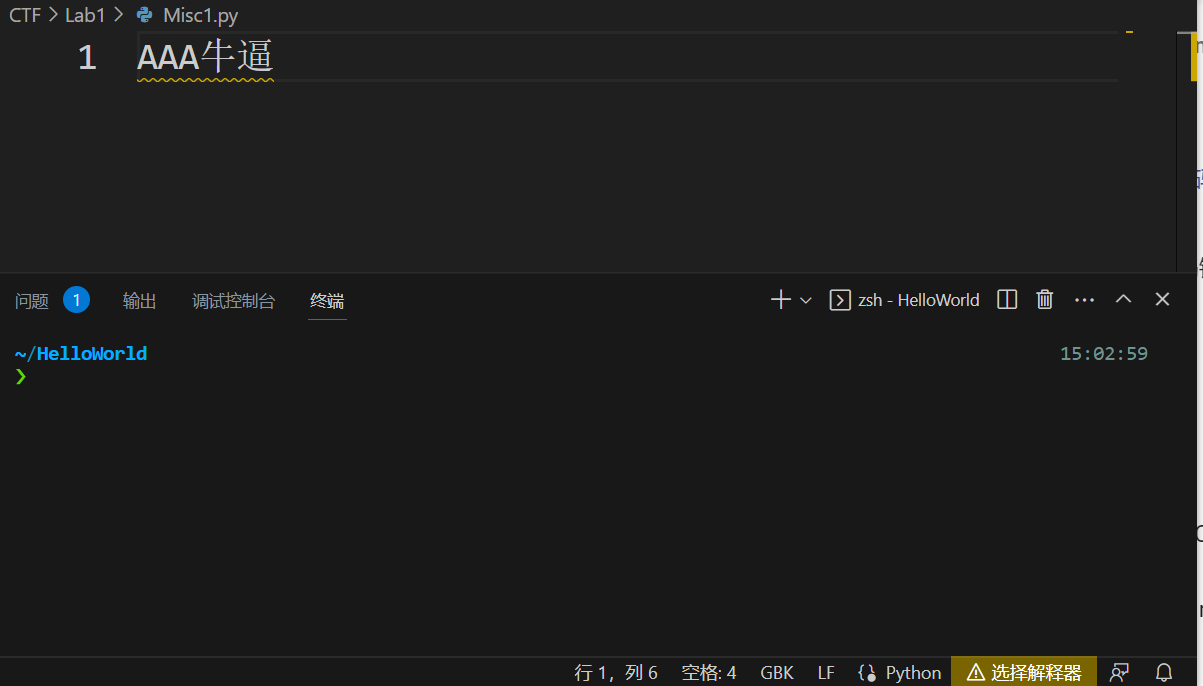 CTF > Lab1 > Misc1.py
1 AAA牛逼
问题 1 输出 调试控制台 终端 zsh - HelloWorld
~/HelloWorld 15:02:59
❯
行 1，列 6 空格: 4 GBK LF Python 选择解释器